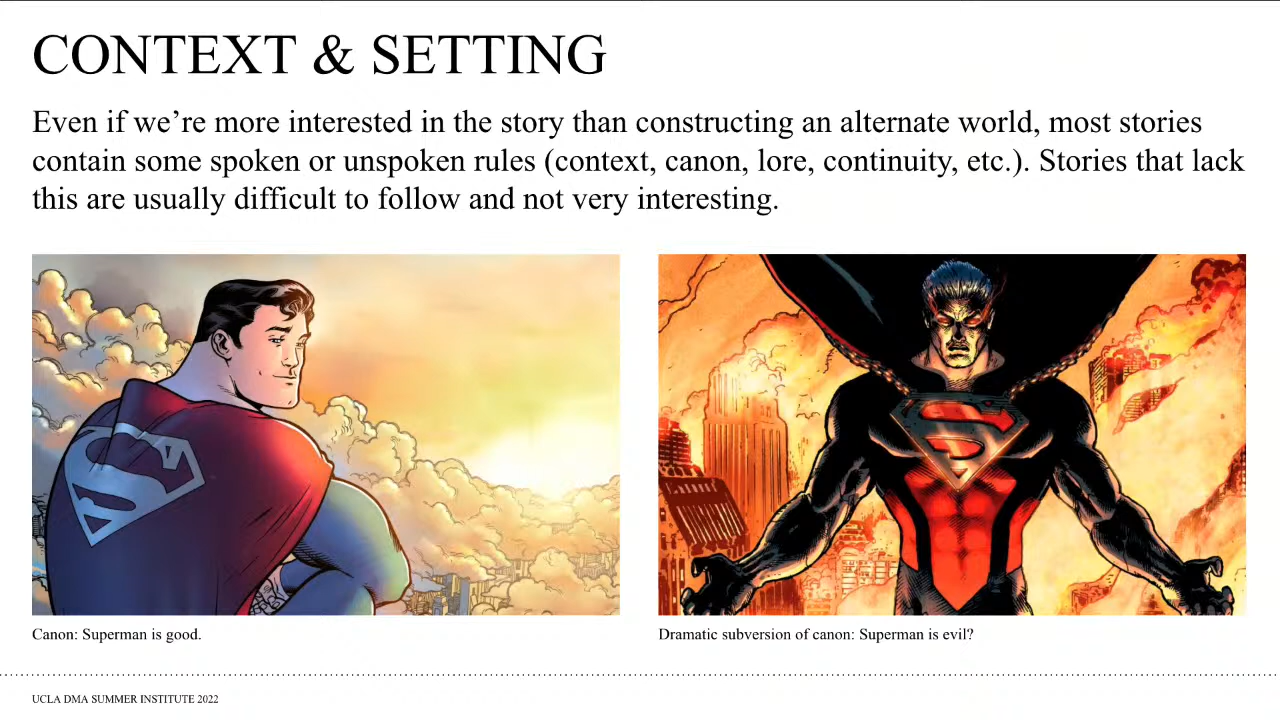 CONTEXT & SETTING
Even if we’re more interested in the story than constructing an alternate world, most stories
contain some spoken or unspoken rules (context, canon, lore, continuity, etc.). Stories that lack
this are usually difficult to follow and not very interesting.
Canon: Superman is good.
Dramatic subversion of canon: Superman is evil?
UCLA DMA SUMMER INSTITUTE 2022